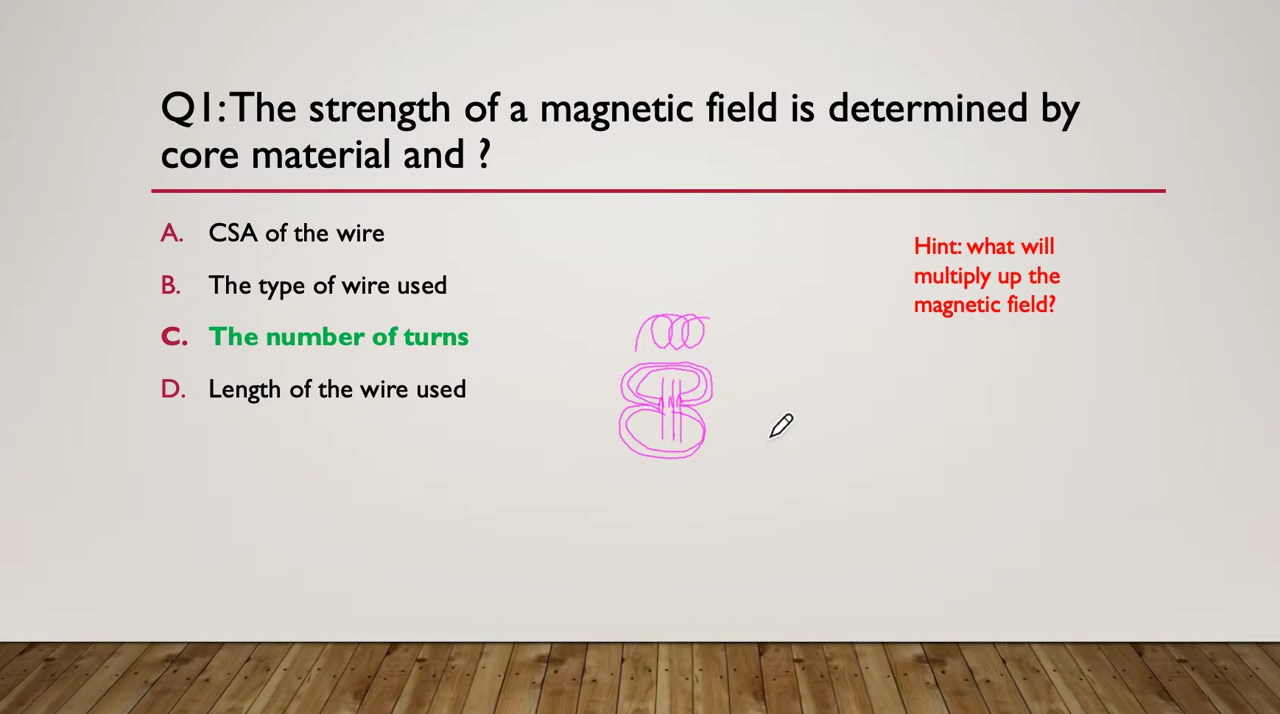 Q1: The strength of a magnetic field is determined by
core material and ?
A. CSA of the wire
B. The type of wire used
C. The number of turns
D. Length of the wire used
Hint: what will
multiply up the
magnetic field?